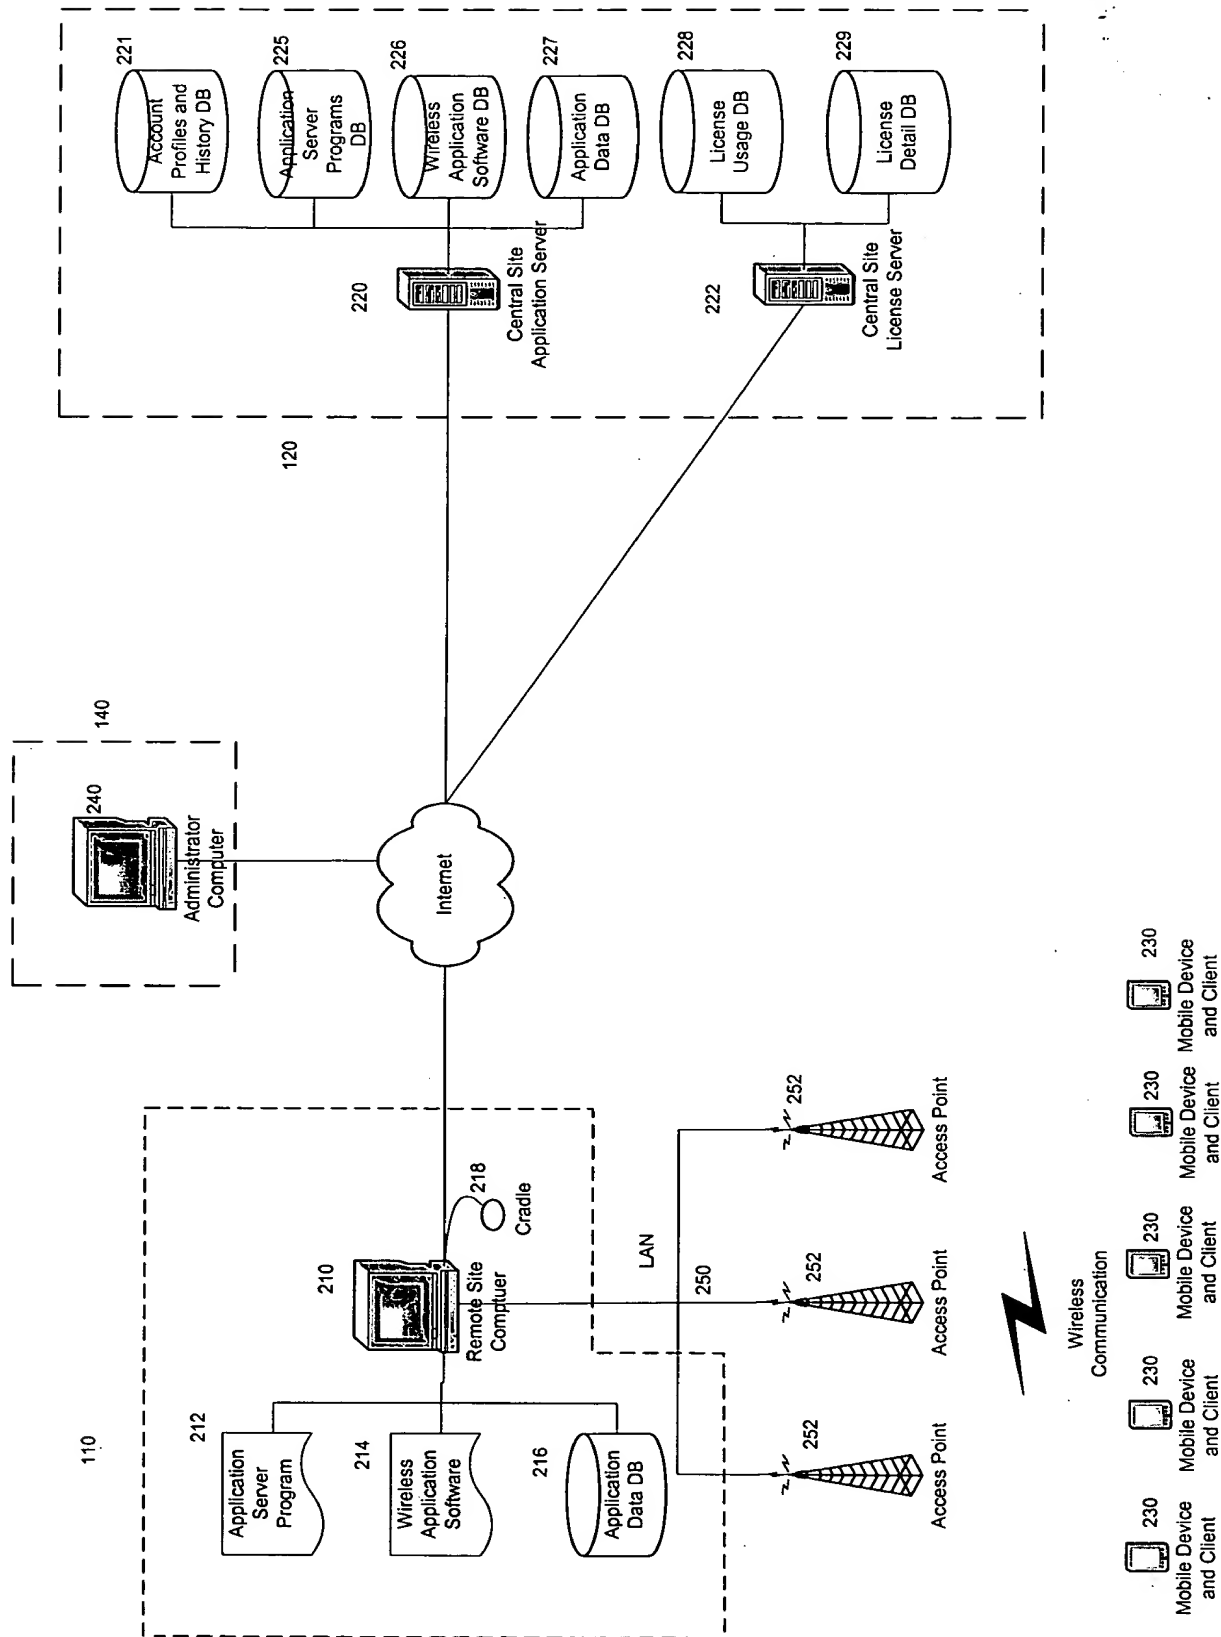 110
212
Application
Server
Program
214
Wireless
Application
Software
216
Application
Data DB
210
Remote Site
Comptuer
218
Cradle
LAN
250
252
Access Point
252
Access Point
252
Access Point
Wireless
Communication
230
Mobile Device
and Client
230
Mobile Device
and Client
230
Mobile Device
and Client
230
Mobile Device
and Client
230
Mobile Device
and Client
140
240
Administrator
Computer
Internet
120
220
Central Site
Application Server
222
Central Site
License Server
221
Account
Profiles and
History DB
225
Application
Server
Programs
DB
226
Wireless
Application
Software DB
227
Application
Data DB
228
License
Usage DB
229
License
Detail DB